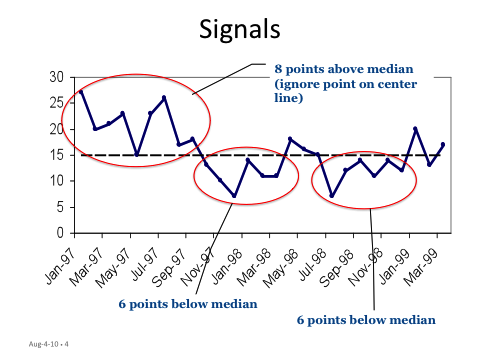 Signals
8 points above median
(ignore point on center
line)
30
25
20
15
10
5
0
Jan-97
Mar-97
May-97
Jul-97
Sep-97
Nov-97
Jan-98
Mar-98
May-98
Jul-98
Sep-98
Nov-98
Jan-99
Mar-99
6 points below median
6 points below median
Aug-4-10 • 4